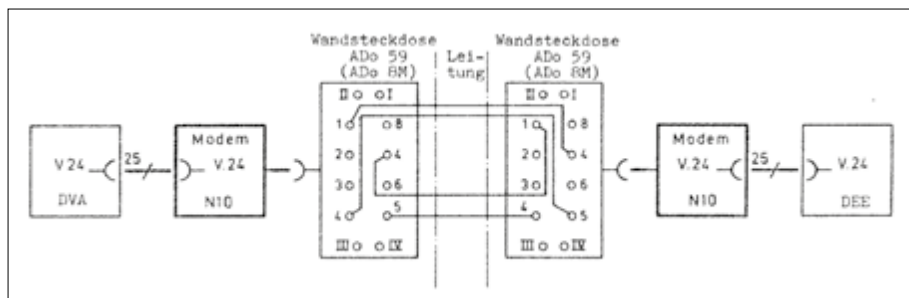 Wandsteckdose Wandsteckdose
ADo 59 Lei- ADo 59
(ADo 8M) tung (ADo 8M)
II I II I
1 8 1 8
Modem Modem
V.24 25 V.24 2 4 2 4 V.24 25 V.24
DVA N10 3 6 3 6 N10 DEE
4 5 4 5
III IV III IV